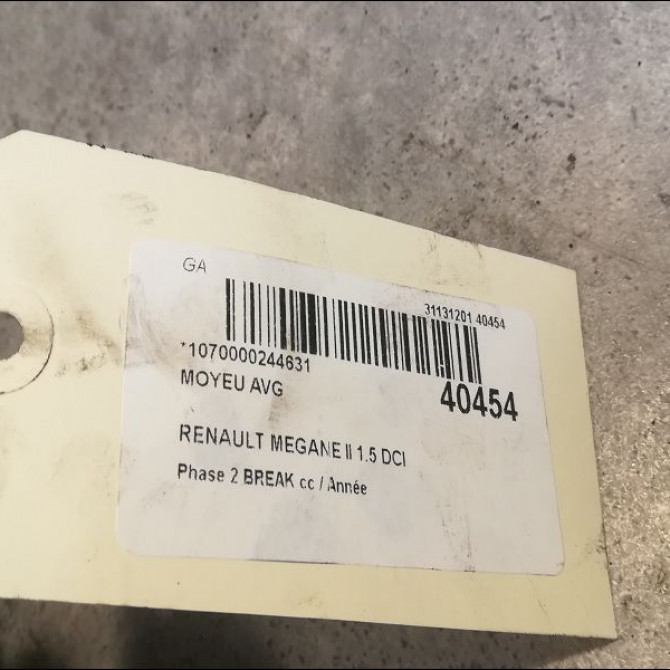 GA
31131201 40454
*1070000244631
MOYEU AVG
40454
RENAULT MEGANE II 1.5 DCI
Phase 2 BREAK cc / Année